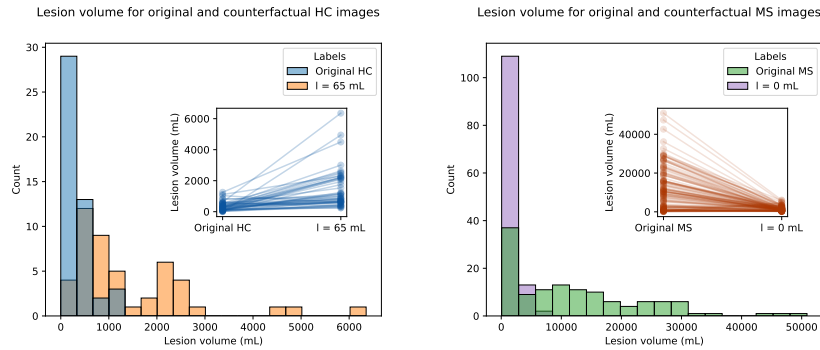 Lesion volume for original and counterfactual HC images
Labels
Original HC
l = 65 mL
30
25
20
15
10
5
0
Count
0
1000
2000
3000
4000
5000
6000
Lesion volume (mL)
6000
4000
2000
0
Lesion volume (mL)
Original HC
l = 65 mL
Lesion volume for original and counterfactual MS images
Labels
Original MS
l = 0 mL
100
80
60
40
20
0
Count
0
10000
20000
30000
40000
50000
Lesion volume (mL)
40000
20000
0
Lesion volume (mL)
Original MS
l = 0 mL